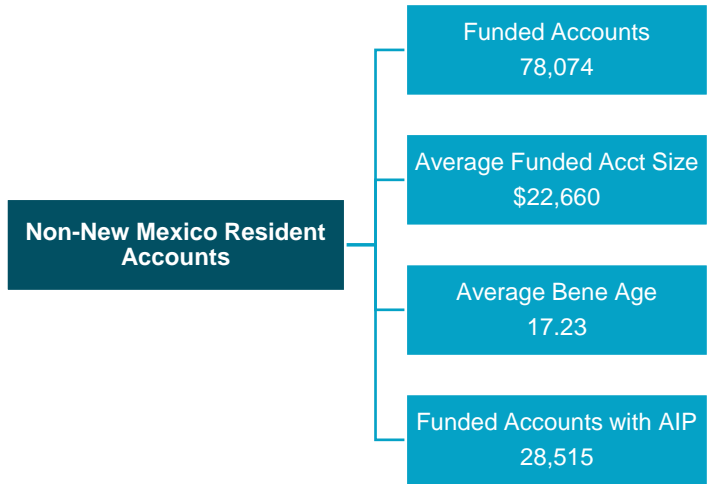 Non-New Mexico Resident
Accounts
Funded Accounts
78,074
Average Funded Acct Size
$22,660
Average Bene Age
17.23
Funded Accounts with AIP
28,515